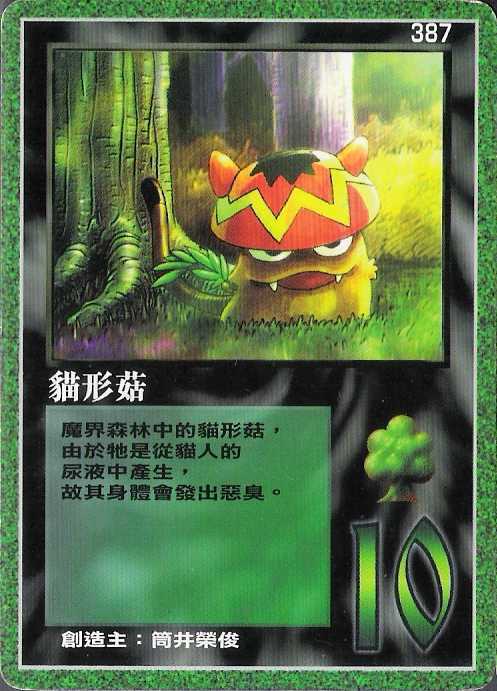 387
貓形菇
魔界森林中的貓形菇，
由於牠是從貓人的
尿液中產生，
故其身體會發出惡臭。
10
創造主：筒井榮俊